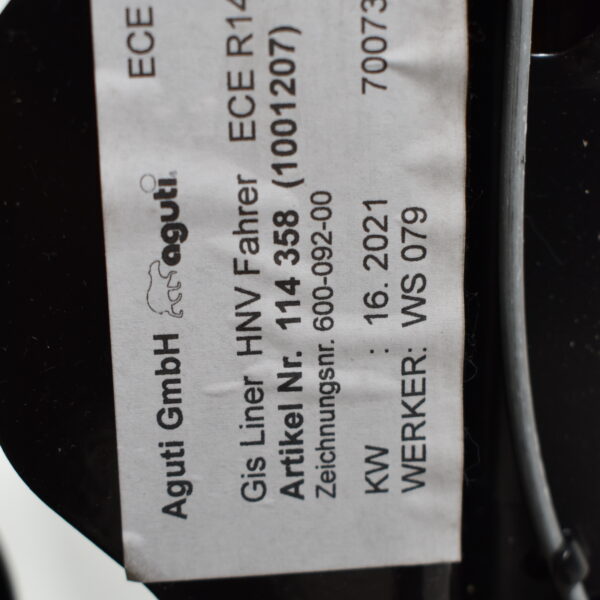 Aguti GmbH aguti ECE
Gis Liner HNV Fahrer ECE R14
Artikel Nr. 114 358 (1001207)
Zeichnungsnr. 600-092-00
KW : 16. 2021 70073
WERKER: WS 079